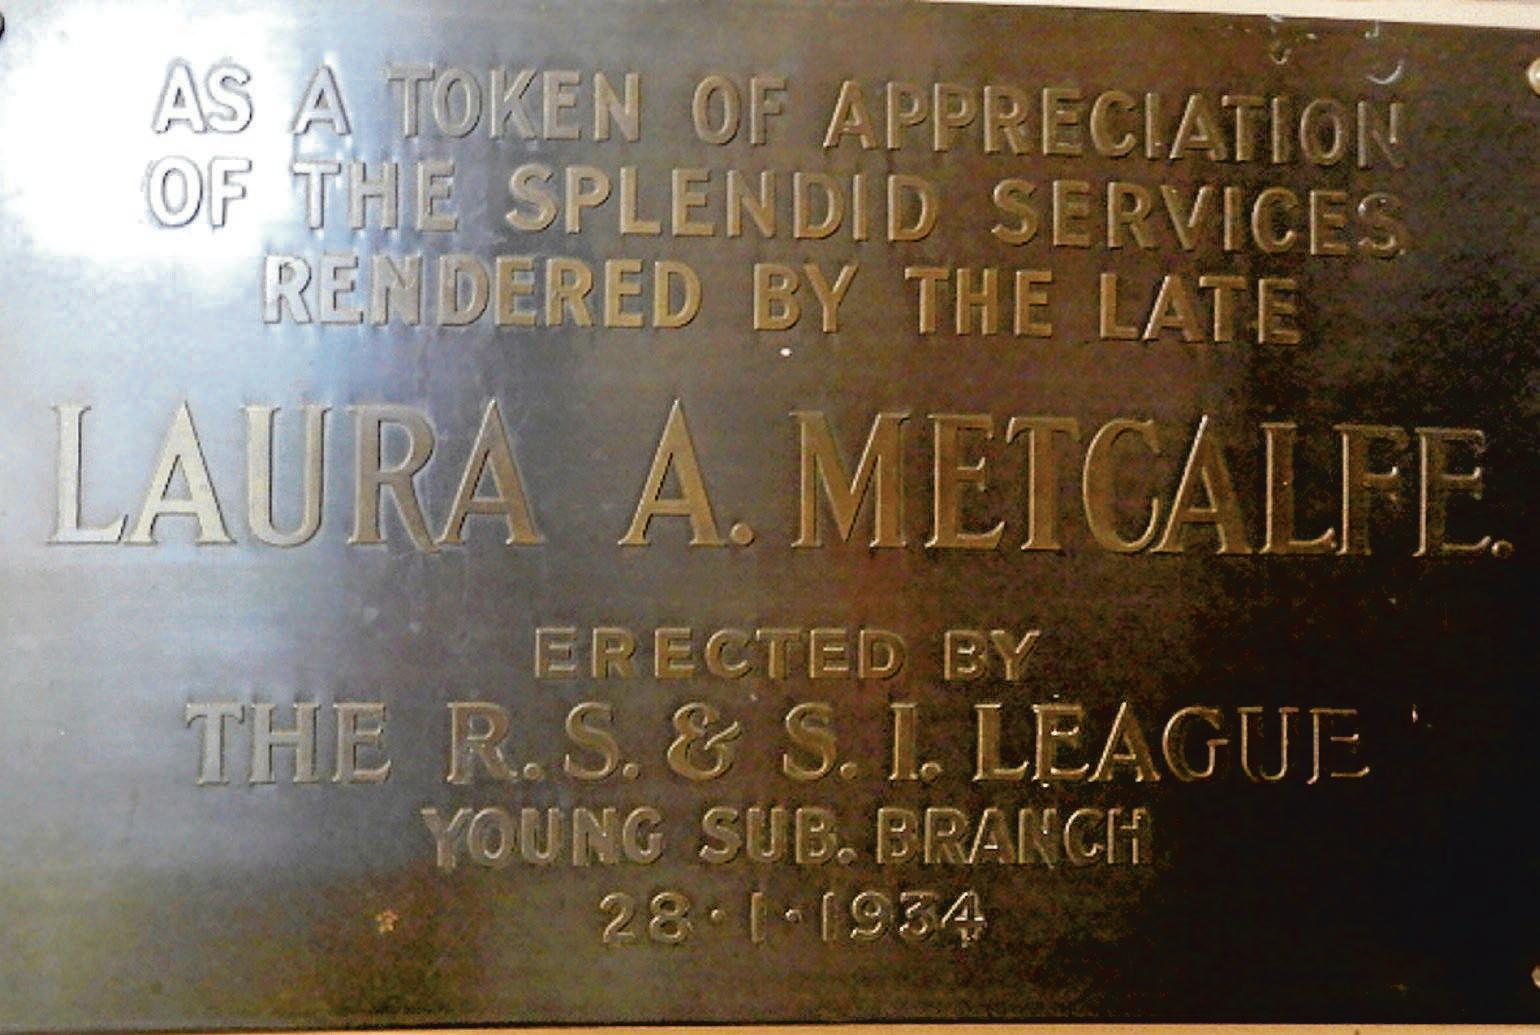 AS A TOKEN OF APPRECIATION
OF THE SPLENDID SERVICES
RENDERED BY THE LATE
LAURA A. METCALFE.
ERECTED BY
THE R.S. & S.I. LEAGUE
YOUNG SUB. BRANCH
28·1·1934